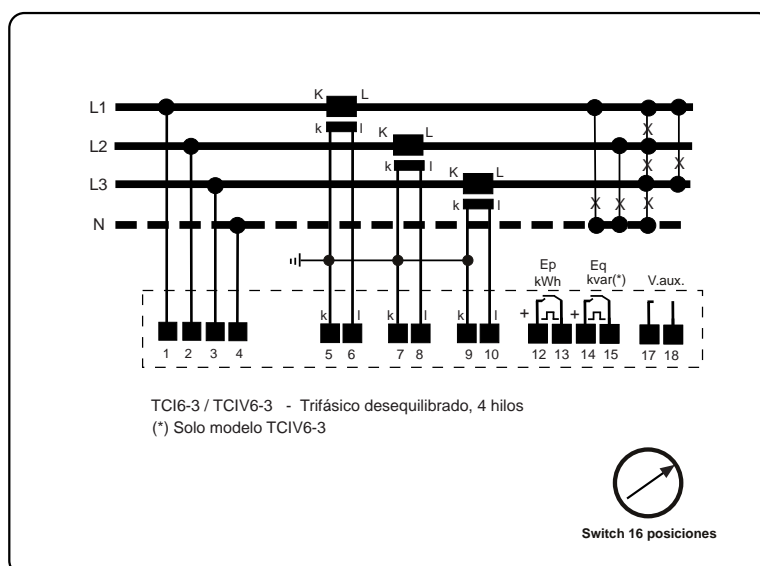 K L
L1
k l
K L
L2
k l
K L
L3
k l
N
X X X X X X
Ep
kWh
Eq
kvar(*)
V.aux.
+ +
k l k l k l
1 2 3 4 5 6 7 8 9 10 12 13 14 15 17 18
TCI6-3 / TCIV6-3 - Trifásico desequilibrado, 4 hilos
(*) Solo modelo TCIV6-3
Switch 16 posiciones